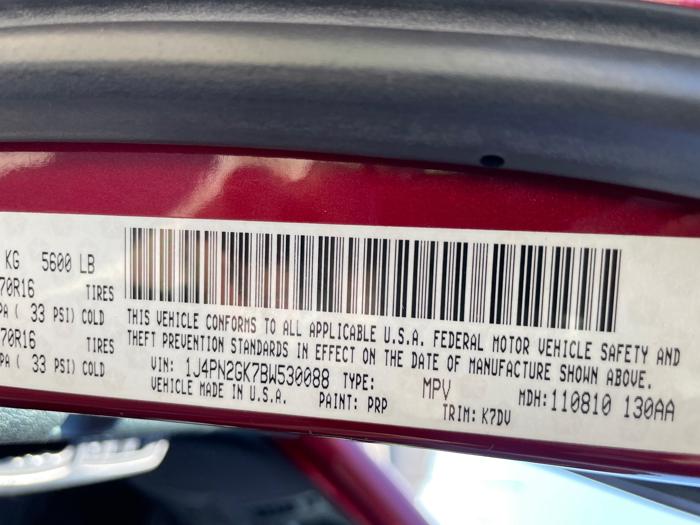 KG 5600 LB
70R16 TIRES
PA ( 33 PSI) COLD
70R16 TIRES
PA ( 33 PSI) COLD
THIS VEHICLE CONFORMS TO ALL APPLICABLE U.S.A. FEDERAL MOTOR VEHICLE SAFETY AND
THEFT PREVENTION STANDARDS IN EFFECT ON THE DATE OF MANUFACTURE SHOWN ABOVE.
VIN: 1J4PN2GK7BW530088 TYPE: MPV MDH:110810 130AA
VEHICLE MADE IN U.S.A. PAINT: PRP TRIM: K7DV